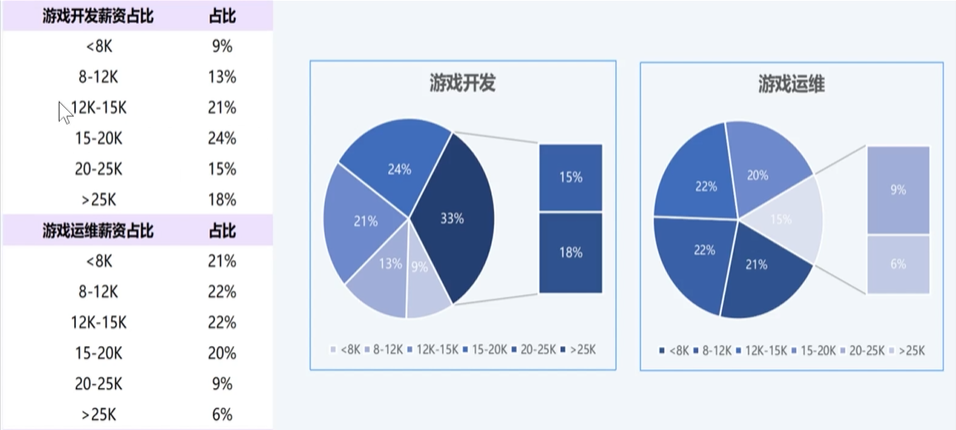 游戏开发薪资占比 占比
<8K 9%
8-12K 13%
12K-15K 21%
15-20K 24%
20-25K 15%
>25K 18%
游戏运维薪资占比 占比
<8K 21%
8-12K 22%
12K-15K 22%
15-20K 20%
20-25K 9%
>25K 6%
游戏开发
24%
33%
21%
13%
9%
15%
18%
<8K 8-12K 12K-15K 15-20K 20-25K >25K
游戏运维
20%
22%
15%
22%
21%
9%
6%
<8K 8-12K 12K-15K 15-20K 20-25K >25K